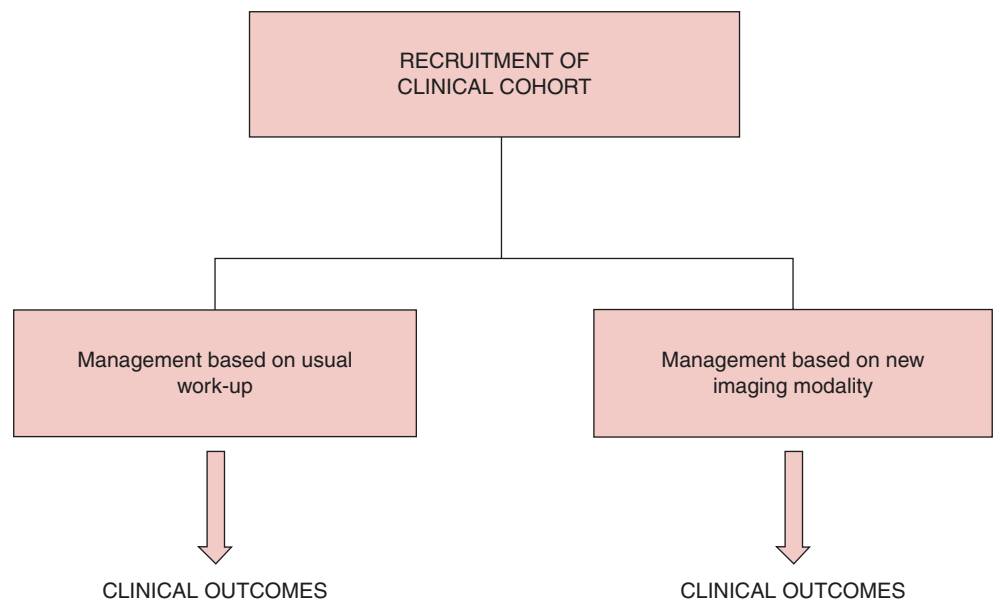 RECRUITMENT OF
CLINICAL COHORT
Management based on usual
work-up
Management based on new
imaging modality
CLINICAL OUTCOMES
CLINICAL OUTCOMES